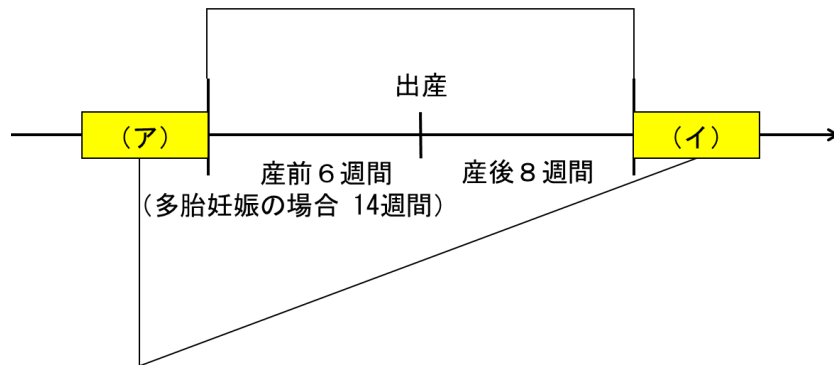 出産
（ア）
（イ）
産前６週間
産後８週間
（多胎妊娠の場合 14週間）